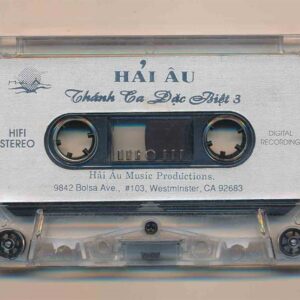 HẢI ÂU
Thánh Ca Đặc Biệt 3
HIFI
STEREO
DIGITAL
RECORDING
Hải Âu Music Productions.
9842 Bolsa Ave., #103, Westminster, CA 92683